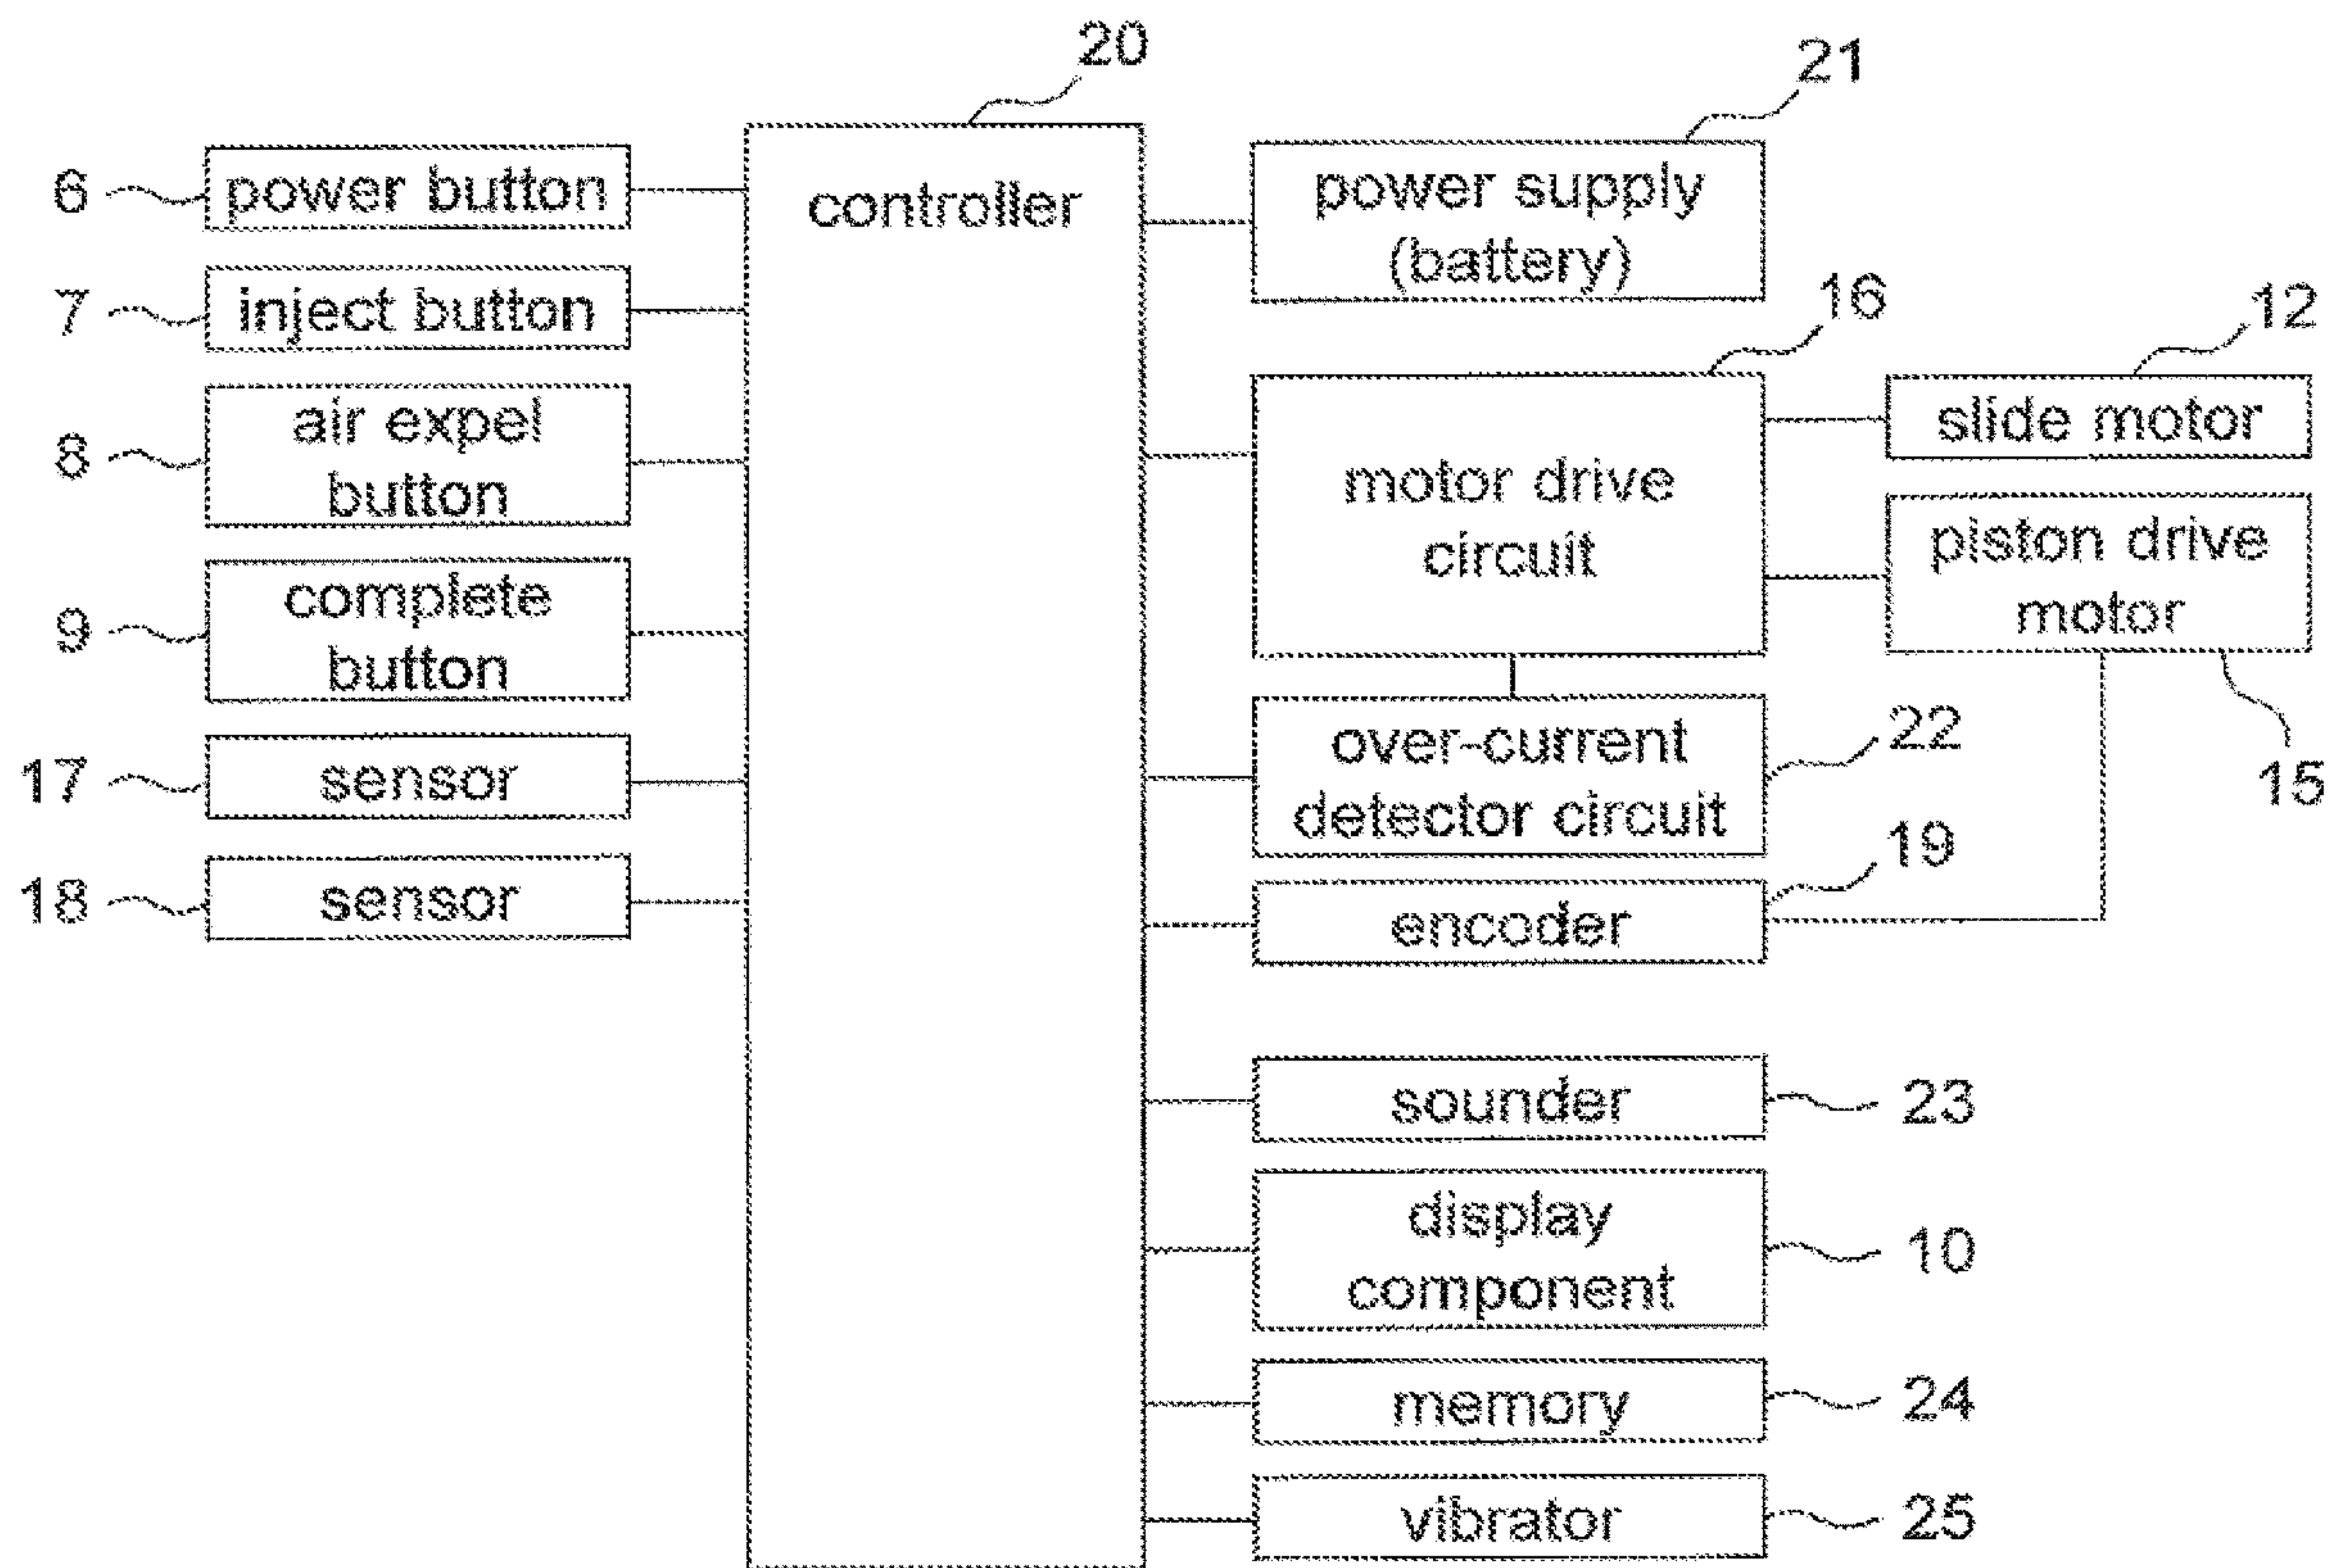 20
21
6
power button
controller
power supply
(battery)
7
inject button
16
12
8
air expel
button
motor drive
circuit
slide motor
piston drive
motor
9
complete
button
17
sensor
over-current
detector circuit
22
15
18
sensor
encoder
19
sounder
23
display
component
10
memory
24
vibrator
25